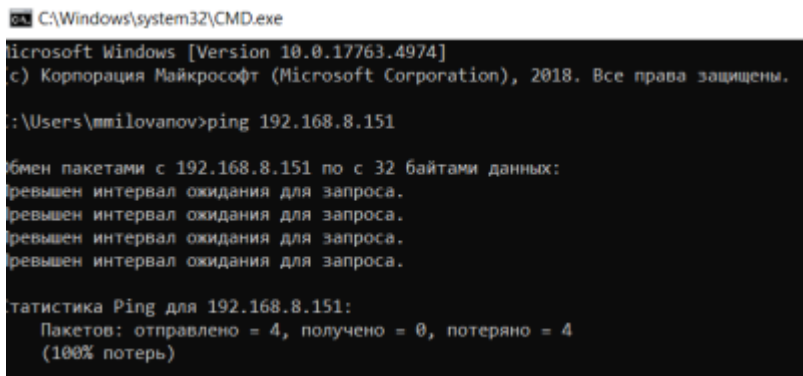 C:\Windows\system32\CMD.exe
icrosoft Windows [Version 10.0.17763.4974]
c) Корпорация Майкрософт (Microsoft Corporation), 2018. Все права защищены.
:\Users\mmilovanov>ping 192.168.8.151
бмен пакетами с 192.168.8.151 по с 32 байтами данных:
ревышен интервал ожидания для запроса.
ревышен интервал ожидания для запроса.
ревышен интервал ожидания для запроса.
ревышен интервал ожидания для запроса.
татистика Ping для 192.168.8.151:
Пакетов: отправлено = 4, получено = 0, потеряно = 4
(100% потерь)